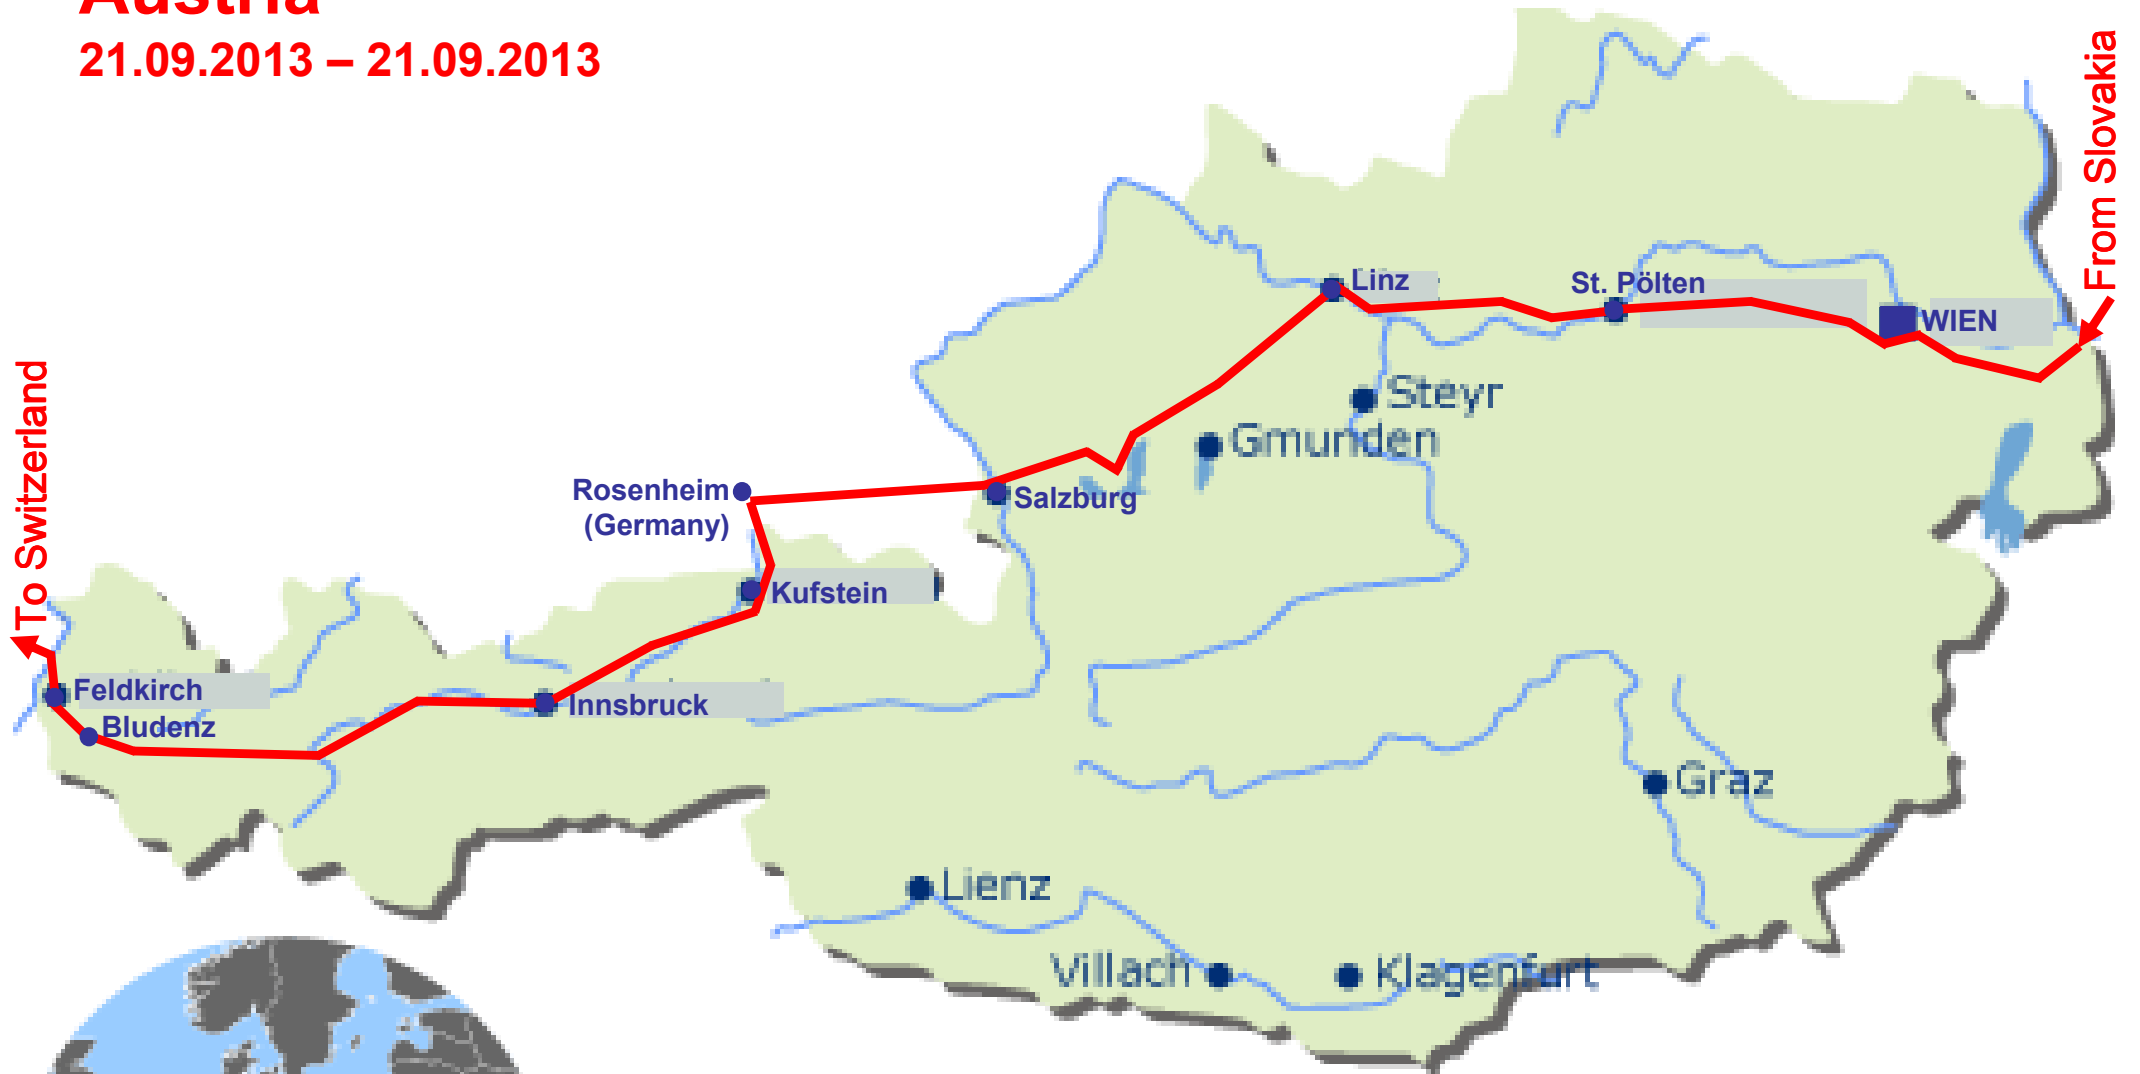 Austria
21.09.2013 – 21.09.2013
From Slovakia
Linz
St. Pölten
WIEN
Steyr
Gmunden
To Switzerland
Rosenheim
(Germany)
Salzburg
Kufstein
Feldkirch
Innsbruck
Bludenz
Graz
Lienz
Villach
Klagenfurt